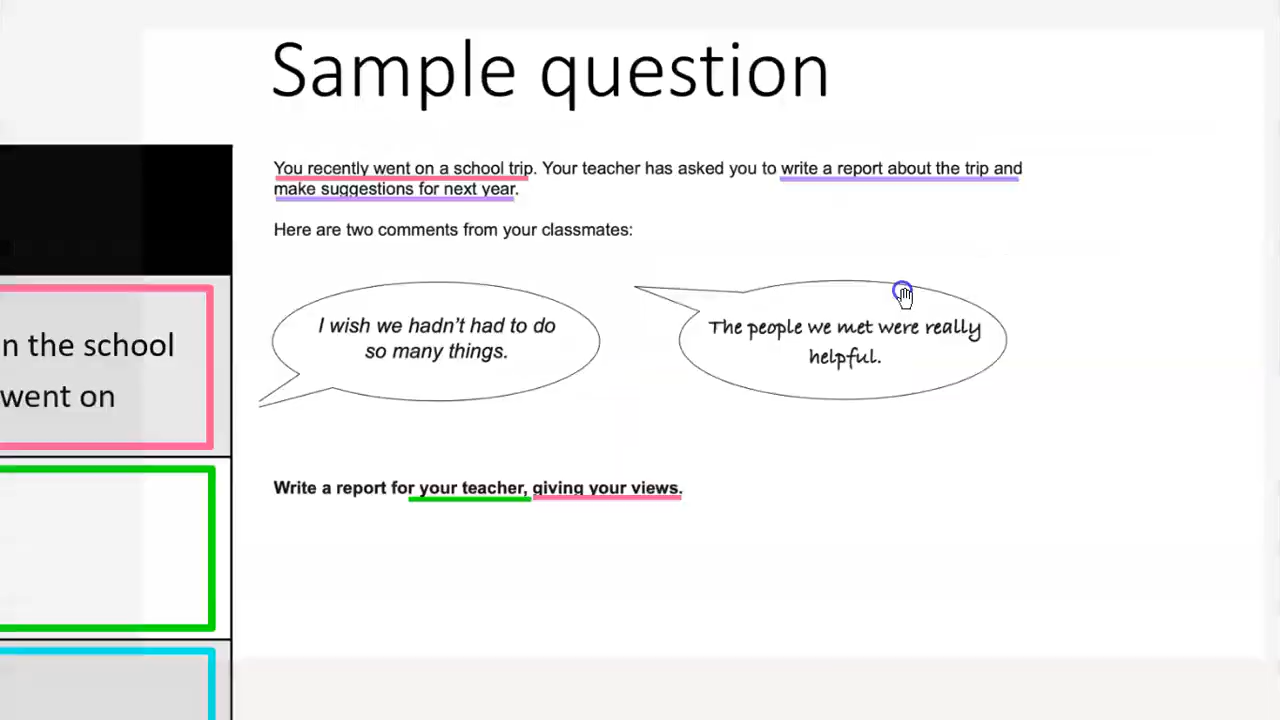 Sample question
You recently went on a school trip. Your teacher has asked you to write a report about the trip and
make suggestions for next year.
Here are two comments from your classmates:
I wish we hadn't had to do
so many things.
The people we met were really
helpful.
n the school
went on
Write a report for your teacher, giving your views.